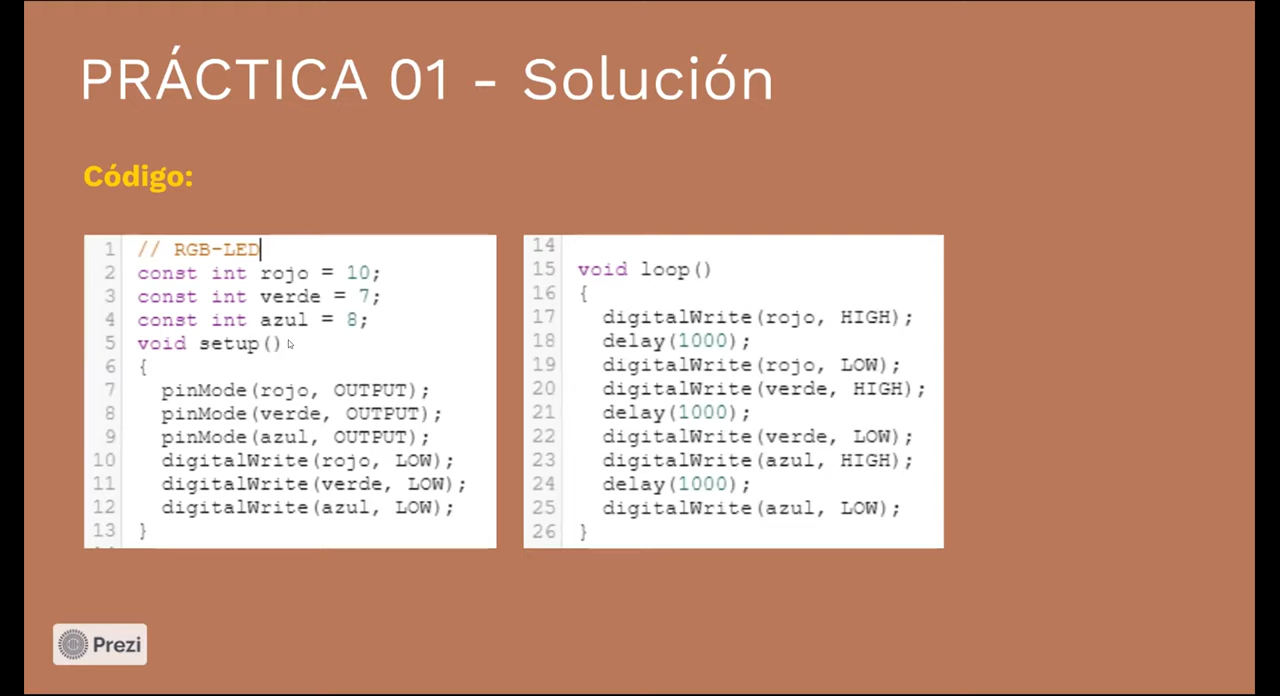 PRÁCTICA 01 - Solución
Código:
1 // RGB-LED
2 const int rojo = 10;
3 const int verde = 7;
4 const int azul = 8;
5 void setup()
6 {
7 pinMode(rojo, OUTPUT);
8 pinMode(verde, OUTPUT);
9 pinMode(azul, OUTPUT);
10 digitalWrite(rojo, LOW);
11 digitalWrite(verde, LOW);
12 digitalWrite(azul, LOW);
13 }
14
15 void loop()
16 {
17 digitalWrite(rojo, HIGH);
18 delay(1000);
19 digitalWrite(rojo, LOW);
20 digitalWrite(verde, HIGH);
21 delay(1000);
22 digitalWrite(verde, LOW);
23 digitalWrite(azul, HIGH);
24 delay(1000);
25 digitalWrite(azul, LOW);
26 }
Prezi